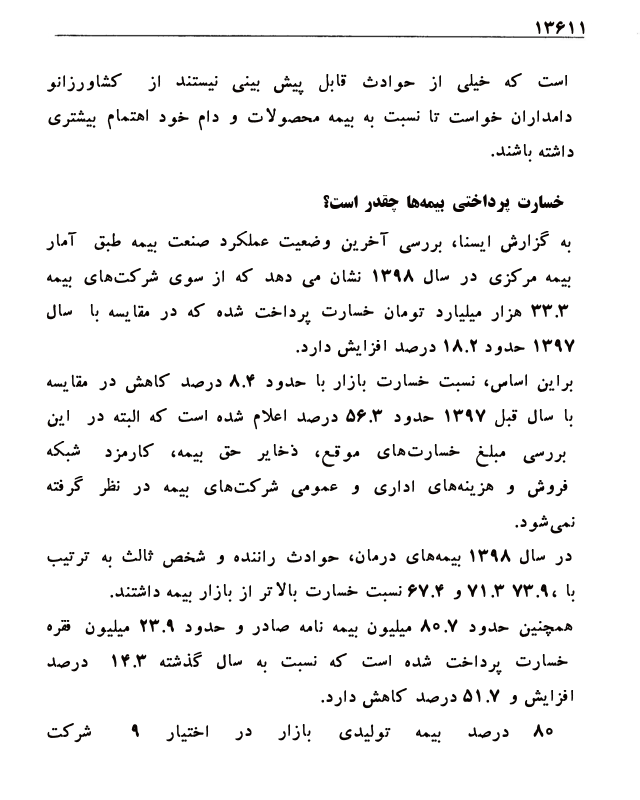 ۱۳۶۱۱
است که خیلی از حوادث قابل پیش بینی نیستند از کشاورزانو
دامداران خواست تا نسبت به بیمه محصولات و دام خود اهتمام بیشتری
داشته باشند.
خسارت پرداختی بیمه‌ها چقدر است؟
به گزارش ایسنا، بررسی آخرین وضعیت عملکرد صنعت بیمه طبق آمار
بیمه مرکزی در سال ۱۳۹۸ نشان می دهد که از سوی شرکت‌های بیمه
۳۳.۳ هزار میلیارد تومان خسارت پرداخت شده که در مقایسه با سال
۱۳۹۷ حدود ۱۸.۲ درصد افزایش دارد.
براین اساس، نسبت خسارت بازار با حدود ۸.۴ درصد کاهش در مقایسه
با سال قبل ۱۳۹۷ حدود ۵۶.۳ درصد اعلام شده است که البته در این
بررسی مبلغ خسارت‌های موقع، ذخایر حق بیمه، کارمزد شبکه
فروش و هزینه‌های اداری و عمومی شرکت‌های بیمه در نظر گرفته
نمی‌شود.
در سال ۱۳۹۸ بیمه‌های درمان، حوادث راننده و شخص ثالث به ترتیب
با ۷۳.۹، ۷۱.۳ و ۶۷.۴ نسبت خسارت بالاتر از بازار بیمه داشتند.
همچنین حدود ۸۰.۷ میلیون بیمه نامه صادر و حدود ۲۳.۹ میلیون فقره
خسارت پرداخت شده است که نسبت به سال گذشته ۱۴.۳ درصد
افزایش و ۵۱.۷ درصد کاهش دارد.
۸۰ درصد بیمه تولیدی بازار در اختیار ۹ شرکت